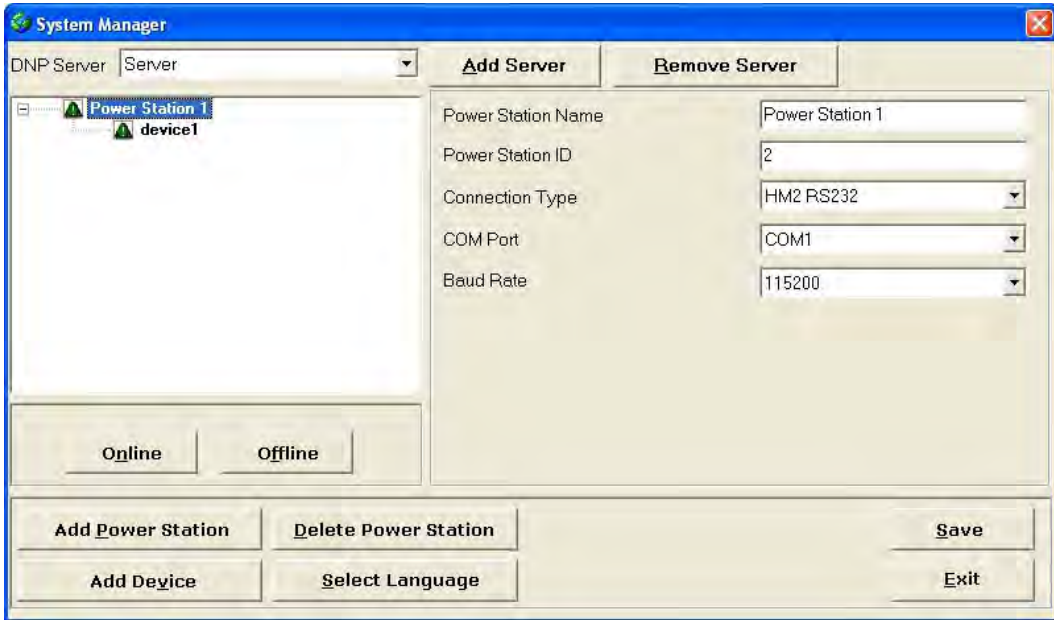 System Manager
DNP Server Server Add Server Remove Server
Power Station 1
device1
Power Station Name Power Station 1
Power Station ID 2
Connection Type HM2 RS232
COM Port COM1
Baud Rate 115200
Online Offline
Add Power Station Delete Power Station Save
Add Device Select Language Exit